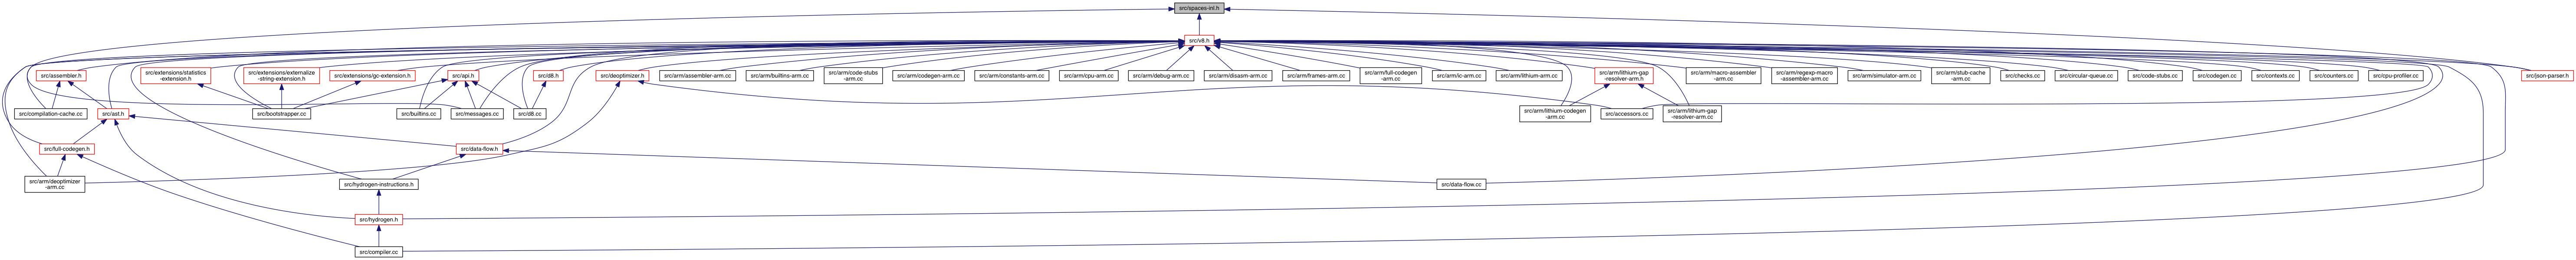 src/spaces-inl.h
src/v8.h
src/assembler.h
src/extensions/statistics
-extension.h
src/extensions/externalize
-string-extension.h
src/extensions/gc-extension.h
src/api.h
src/d8.h
src/deoptimizer.h
src/arm/assembler-arm.cc
src/arm/builtins-arm.cc
src/arm/code-stubs
-arm.cc
src/arm/codegen-arm.cc
src/arm/constants-arm.cc
src/arm/cpu-arm.cc
src/arm/debug-arm.cc
src/arm/disasm-arm.cc
src/arm/frames-arm.cc
src/arm/full-codegen
-arm.cc
src/arm/ic-arm.cc
src/arm/lithium-arm.cc
src/arm/lithium-gap
-resolver-arm.h
src/arm/macro-assembler
-arm.cc
src/arm/regexp-macro
-assembler-arm.cc
src/arm/simulator-arm.cc
src/arm/stub-cache
-arm.cc
src/checks.cc
src/circular-queue.cc
src/code-stubs.cc
src/codegen.cc
src/contexts.cc
src/counters.cc
src/cpu-profiler.cc
src/json-parser.h
src/compilation-cache.cc
src/ast.h
src/bootstrapper.cc
src/builtins.cc
src/messages.cc
src/d8.cc
src/arm/lithium-codegen
-arm.cc
src/accessors.cc
src/arm/lithium-gap
-resolver-arm.cc
src/full-codegen.h
src/data-flow.h
src/arm/deoptimizer
-arm.cc
src/hydrogen-instructions.h
src/data-flow.cc
src/hydrogen.h
src/compiler.cc